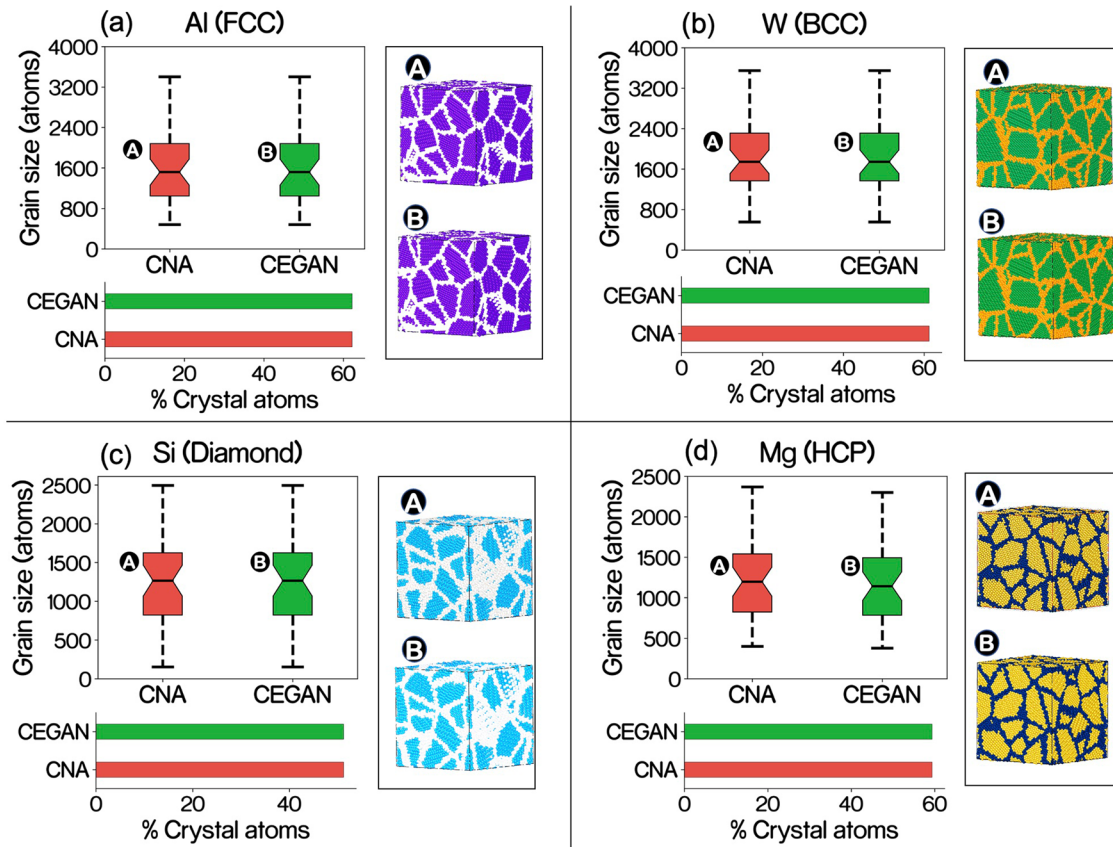 (a) Al (FCC)
Grain size (atoms)
4000
3200
2400
1600
800
0
A
B
CNA CEGAN
CEGAN
CNA
0 20 40 60
% Crystal atoms
A
B
(b) W (BCC)
Grain size (atoms)
4000
3200
2400
1600
800
0
A
B
CNA CEGAN
CEGAN
CNA
0 20 40 60
% Crystal atoms
A
B
(c) Si (Diamond)
Grain size (atoms)
2500
2000
1500
1000
500
0
A
B
CNA CEGAN
CEGAN
CNA
0 20 40
% Crystal atoms
A
B
(d) Mg (HCP)
Grain size (atoms)
2500
2000
1500
1000
500
0
A
B
CNA CEGAN
CEGAN
CNA
0 20 40 60
% Crystal atoms
A
B